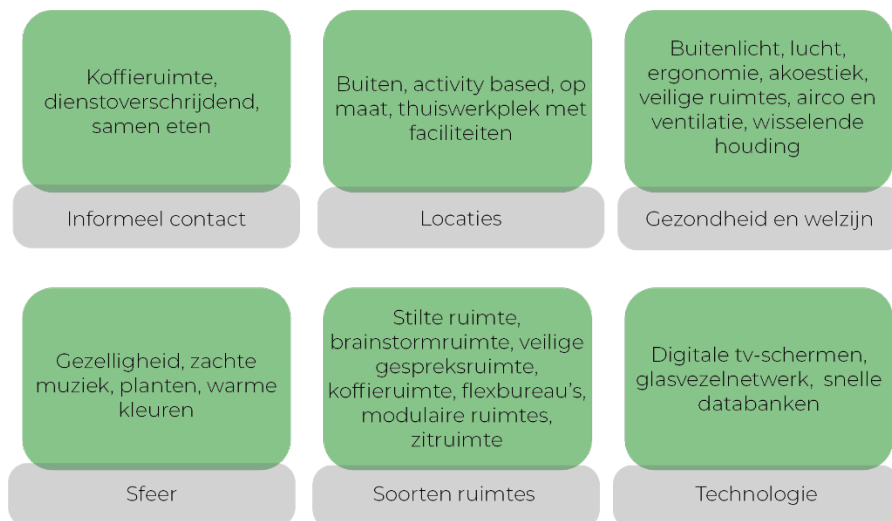 Koffieruimte,
dienstoverschrijdend,
samen eten
Informeel contact
Buiten, activity based, op
maat, thuiswerkplek met
faciliteiten
Locaties
Buitenlicht, lucht,
ergonomie, akoestiek,
veilige ruimtes, airco en
ventilatie, wisselende
houding
Gezondheid en welzijn
Gezelligheid, zachte
muziek, planten, warme
kleuren
Sfeer
Stilte ruimte,
brainstormruimte, veilige
gespreksruimte,
koffieruimte, flexbureau’s,
modulaire ruimtes,
zitruimte
Soorten ruimtes
Digitale tv-schermen,
glasvezelnetwerk, snelle
databanken
Technologie